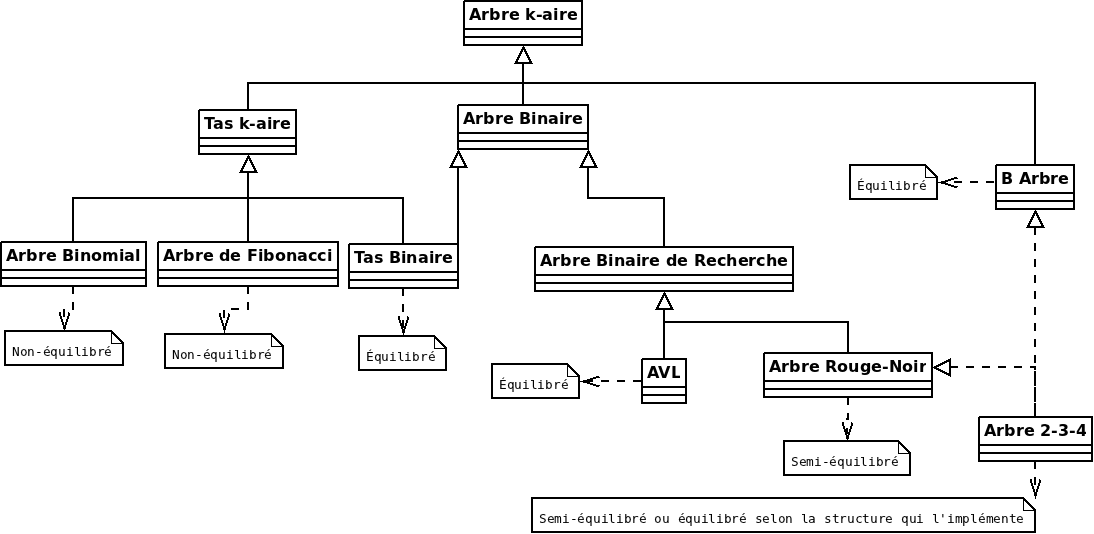 Arbre k-aire
Tas k-aire
Arbre Binaire
B Arbre
Équilibré
Arbre Binomial
Arbre de Fibonacci
Tas Binaire
Arbre Binaire de Recherche
Non-équilibré
Non-équilibré
Équilibré
Équilibré
AVL
Arbre Rouge-Noir
Arbre 2-3-4
Semi-équilibré
Semi-équilibré ou équilibré selon la structure qui l'implémente